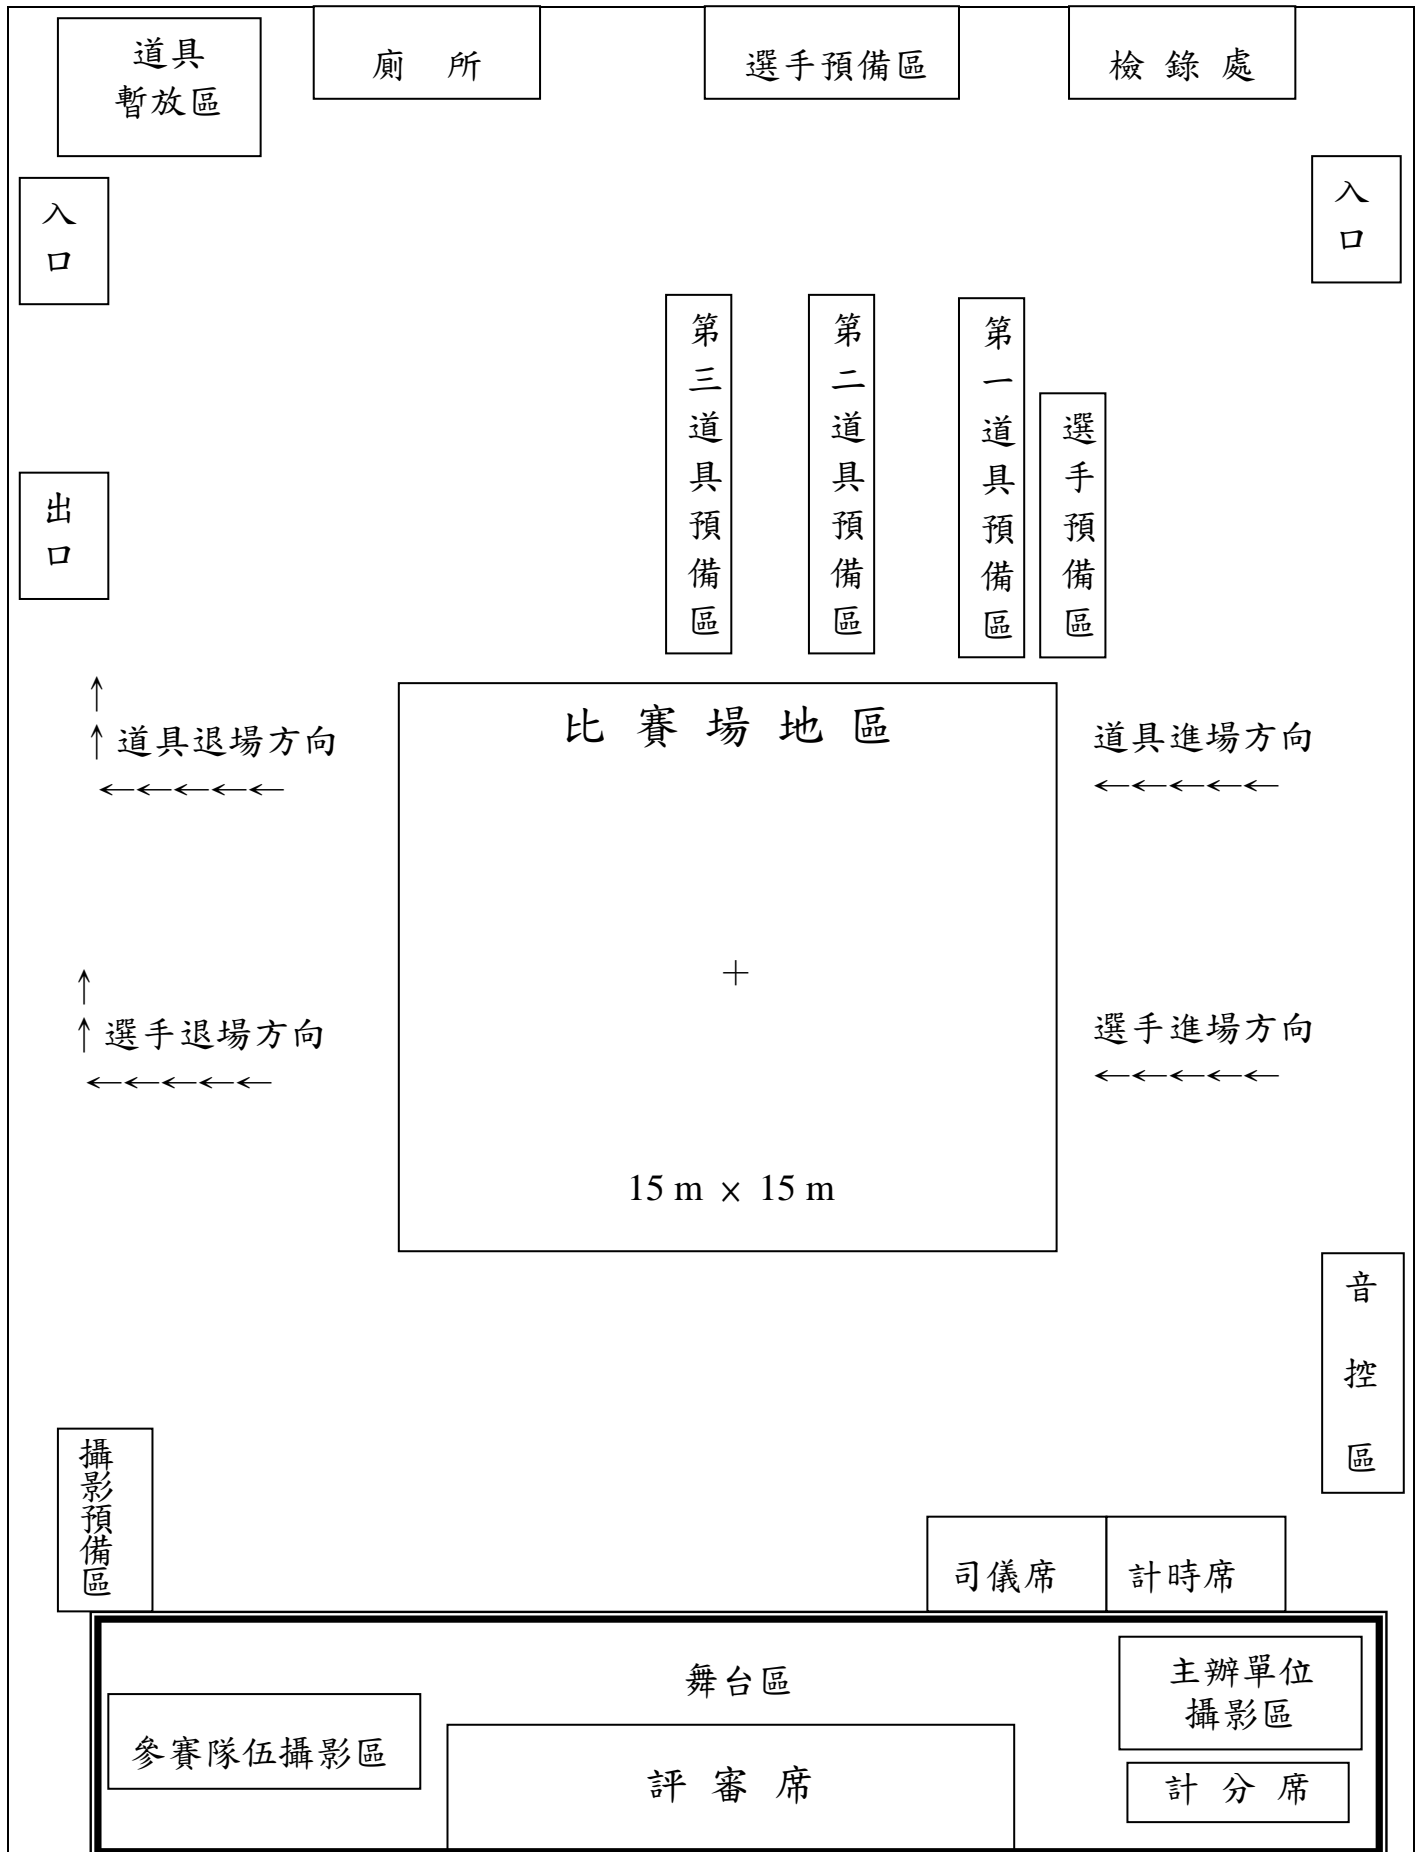 道具
暫放區
廁 所
選手預備區
檢 錄 處
入口
入口
第三道具預備區
第二道具預備區
第一道具預備區
選手預備區
出口
↑
↑ 道具退場方向
←←←←←
比 賽 場 地 區
道具進場方向
←←←←←
＋
↑
↑ 選手退場方向
←←←←←
選手進場方向
←←←←←
15 m × 15 m
音控區
攝影預備區
司儀席
計時席
舞台區
主辦單位
攝影區
參賽隊伍攝影區
評 審 席
計 分 席